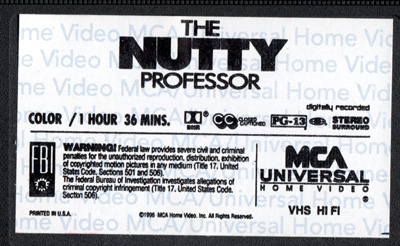 THE
NUTTY
PROFESSOR
COLOR / 1 HOUR 36 MINS.
CLOSED CAPTIONED
PG-13
digitally recorded
STEREO
SURROUND
FBI
WARNING! Federal law provides severe civil and criminal
penalties for the unauthorized reproduction, distribution, exhibition
of copyrighted motion pictures in any medium (Title 17, United
States Code, Sections 501 and 506).
The Federal Bureau of Investigation investigates allegations of
criminal copyright infringement (Title 17, United States Code,
Section 506).
MCA
UNIVERSAL
HOME VIDEO
®
PRINTED IN U.S.A.
©1996 MCA Home Video, Inc. All Rights Reserved.
VHS HI FI